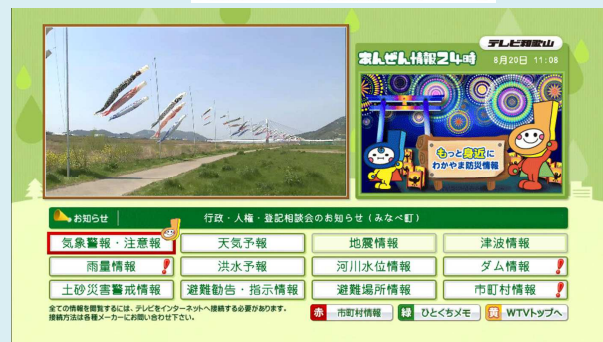 テレビ和歌山
あんぜん情報24時
8月20日 11:08
もっと身近に
わかやま防災情報
お知らせ
行政・人権・登記相談会のお知らせ（みなべ町）
気象警報・注意報
天気予報
地震情報
津波情報
雨量情報
洪水予報
河川水位情報
ダム情報
土砂災害警戒情報
避難勧告・指示情報
避難場所情報
市町村情報
全ての情報を閲覧するには、テレビをインターネットへ接続する必要があります。
接続方法は各種メーカーにお問い合わせ下さい。
赤 市町村情報
緑 ひとくちメモ
黄 WTVトップへ